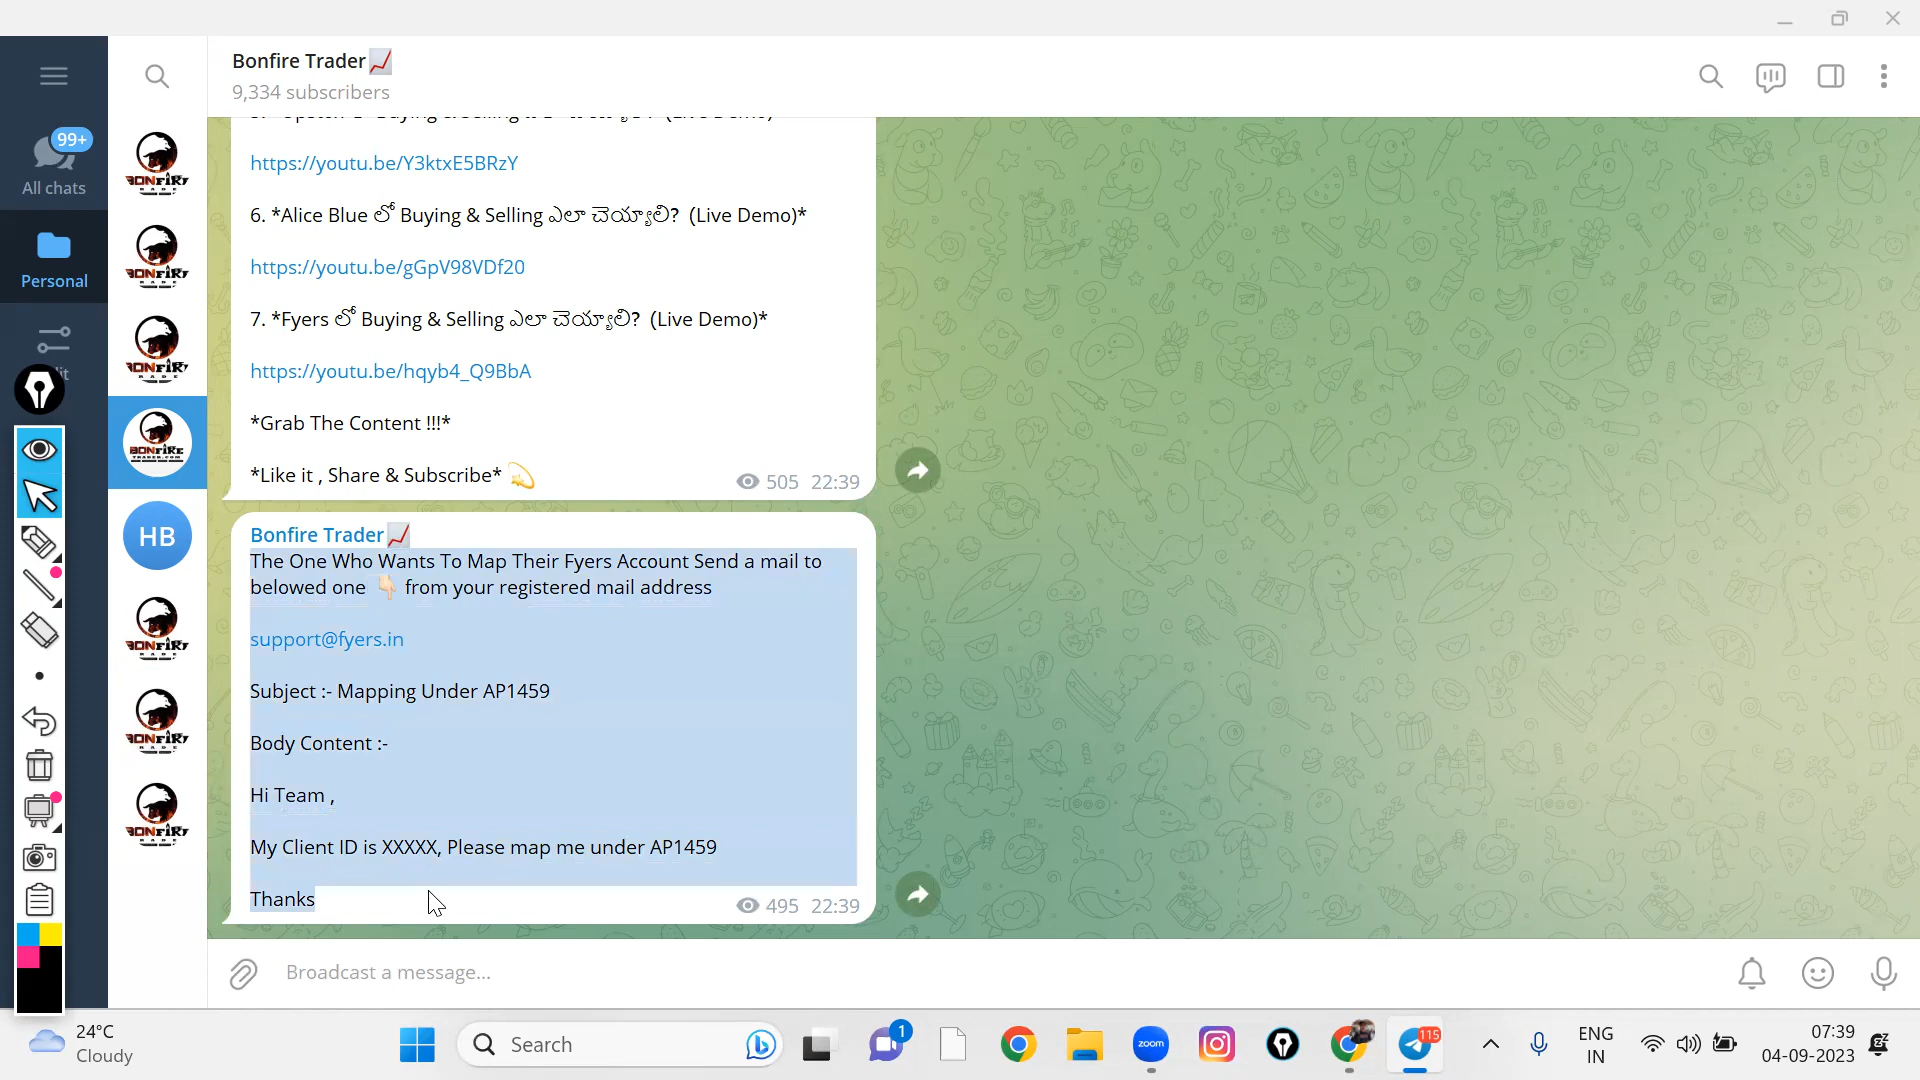 Bonfire Trader📈
9,334 subscribers
99+
All chats
Personal
https://youtu.be/Y3ktxE5BRzY
6. *Alice Blue లో Buying & Selling ఎలా చెయ్యాలి? (Live Demo)*
https://youtu.be/gGpV98VDf20
7. *Fyers లో Buying & Selling ఎలా చెయ్యాలి? (Live Demo)*
https://youtu.be/hqyb4_Q9BbA
*Grab The Content !!!*
*Like it , Share & Subscribe* 💫
505 22:39
HB
Bonfire Trader📈
The One Who Wants To Map Their Fyers Account Send a mail to
belowed one 👇🏻 from your registered mail address
support@fyers.in
Subject :- Mapping Under AP1459
Body Content :-
Hi Team ,
My Client ID is XXXXX, Please map me under AP1459
Thanks
495 22:39
Broadcast a message...
24°C
Cloudy
Search
1
zoom
115
ENG
IN
07:39
04-09-2023